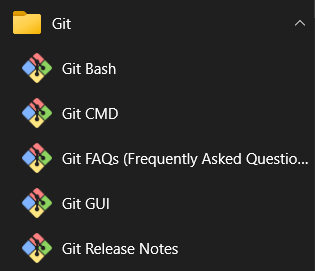 Git
Git Bash
Git CMD
Git FAQs (Frequently Asked Questio...
Git GUI
Git Release Notes